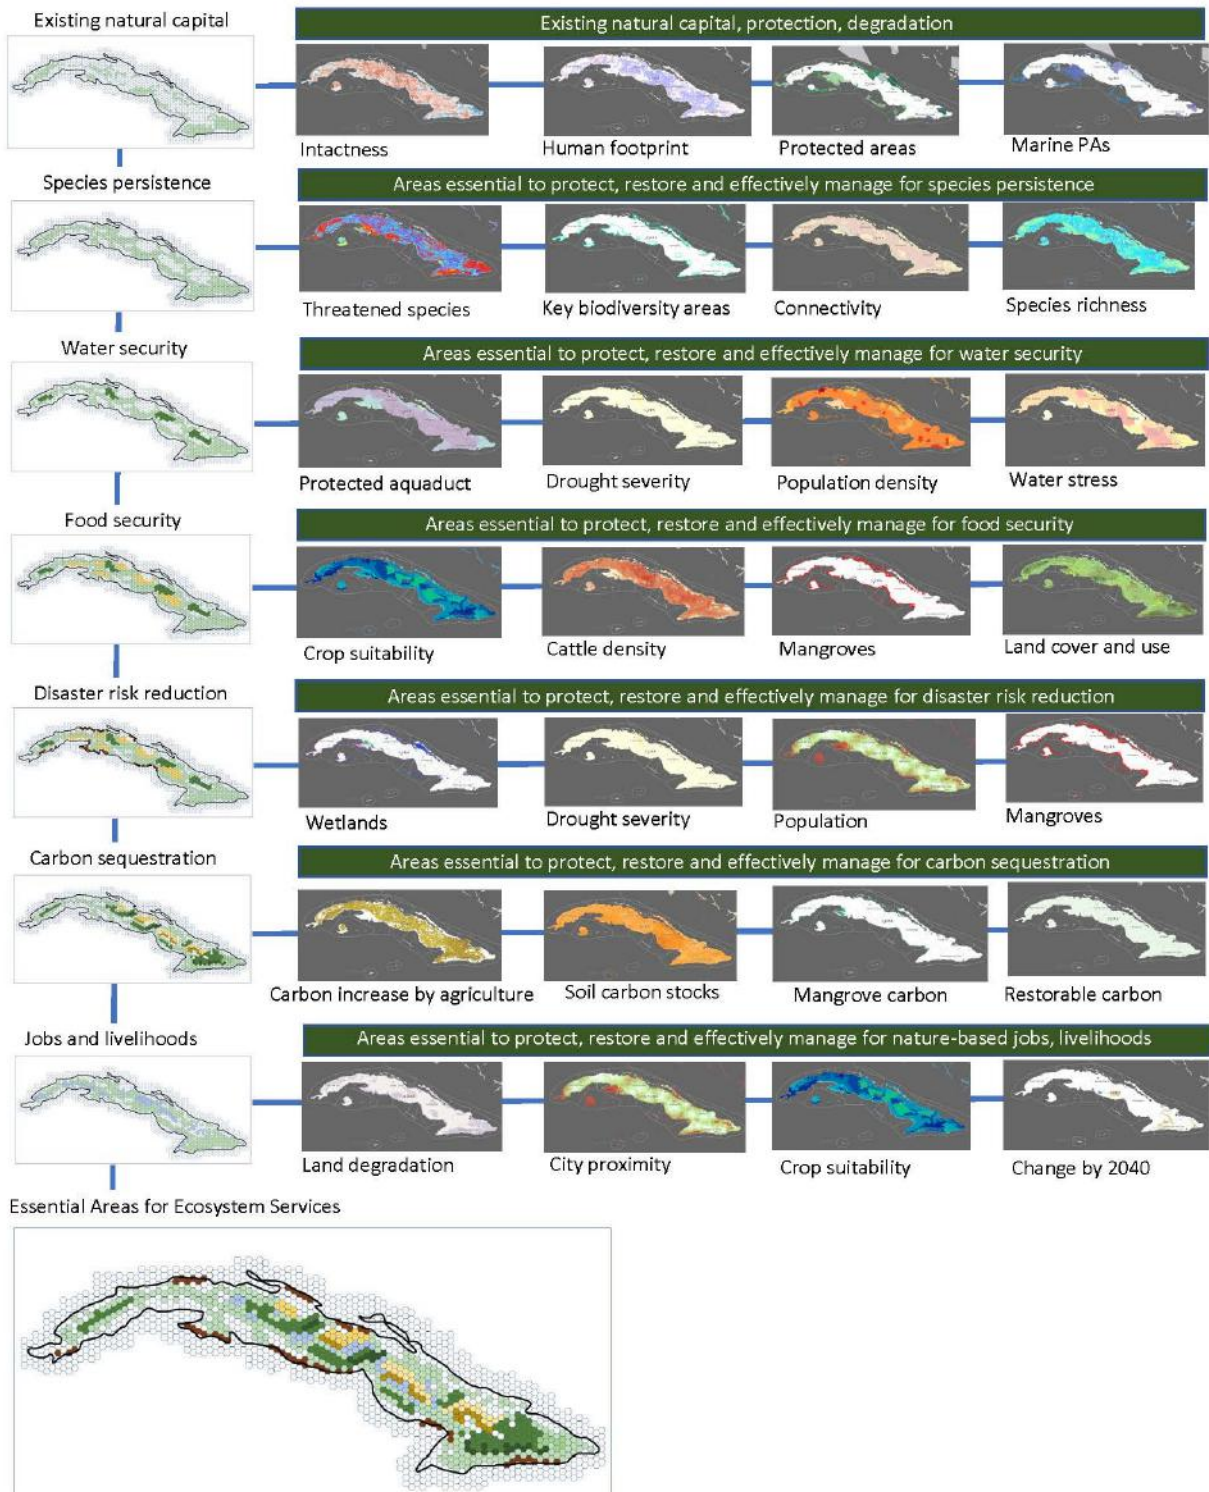 Existing natural capital
Existing natural capital, protection, degradation
Intactness
Human footprint
Protected areas
Marine PAs
Species persistence
Areas essential to protect, restore and effectively manage for species persistence
Threatened species
Key biodiversity areas
Connectivity
Species richness
Water security
Areas essential to protect, restore and effectively manage for water security
Protected aquaduct
Drought severity
Population density
Water stress
Food security
Areas essential to protect, restore and effectively manage for food security
Crop suitability
Cattle density
Mangroves
Land cover and use
Disaster risk reduction
Areas essential to protect, restore and effectively manage for disaster risk reduction
Wetlands
Drought severity
Population
Mangroves
Carbon sequestration
Areas essential to protect, restore and effectively manage for carbon sequestration
Carbon increase by agriculture
Soil carbon stocks
Mangrove carbon
Restorable carbon
Jobs and livelihoods
Areas essential to protect, restore and effectively manage for nature-based jobs, livelihoods
Land degradation
City proximity
Crop suitability
Change by 2040
Essential Areas for Ecosystem Services